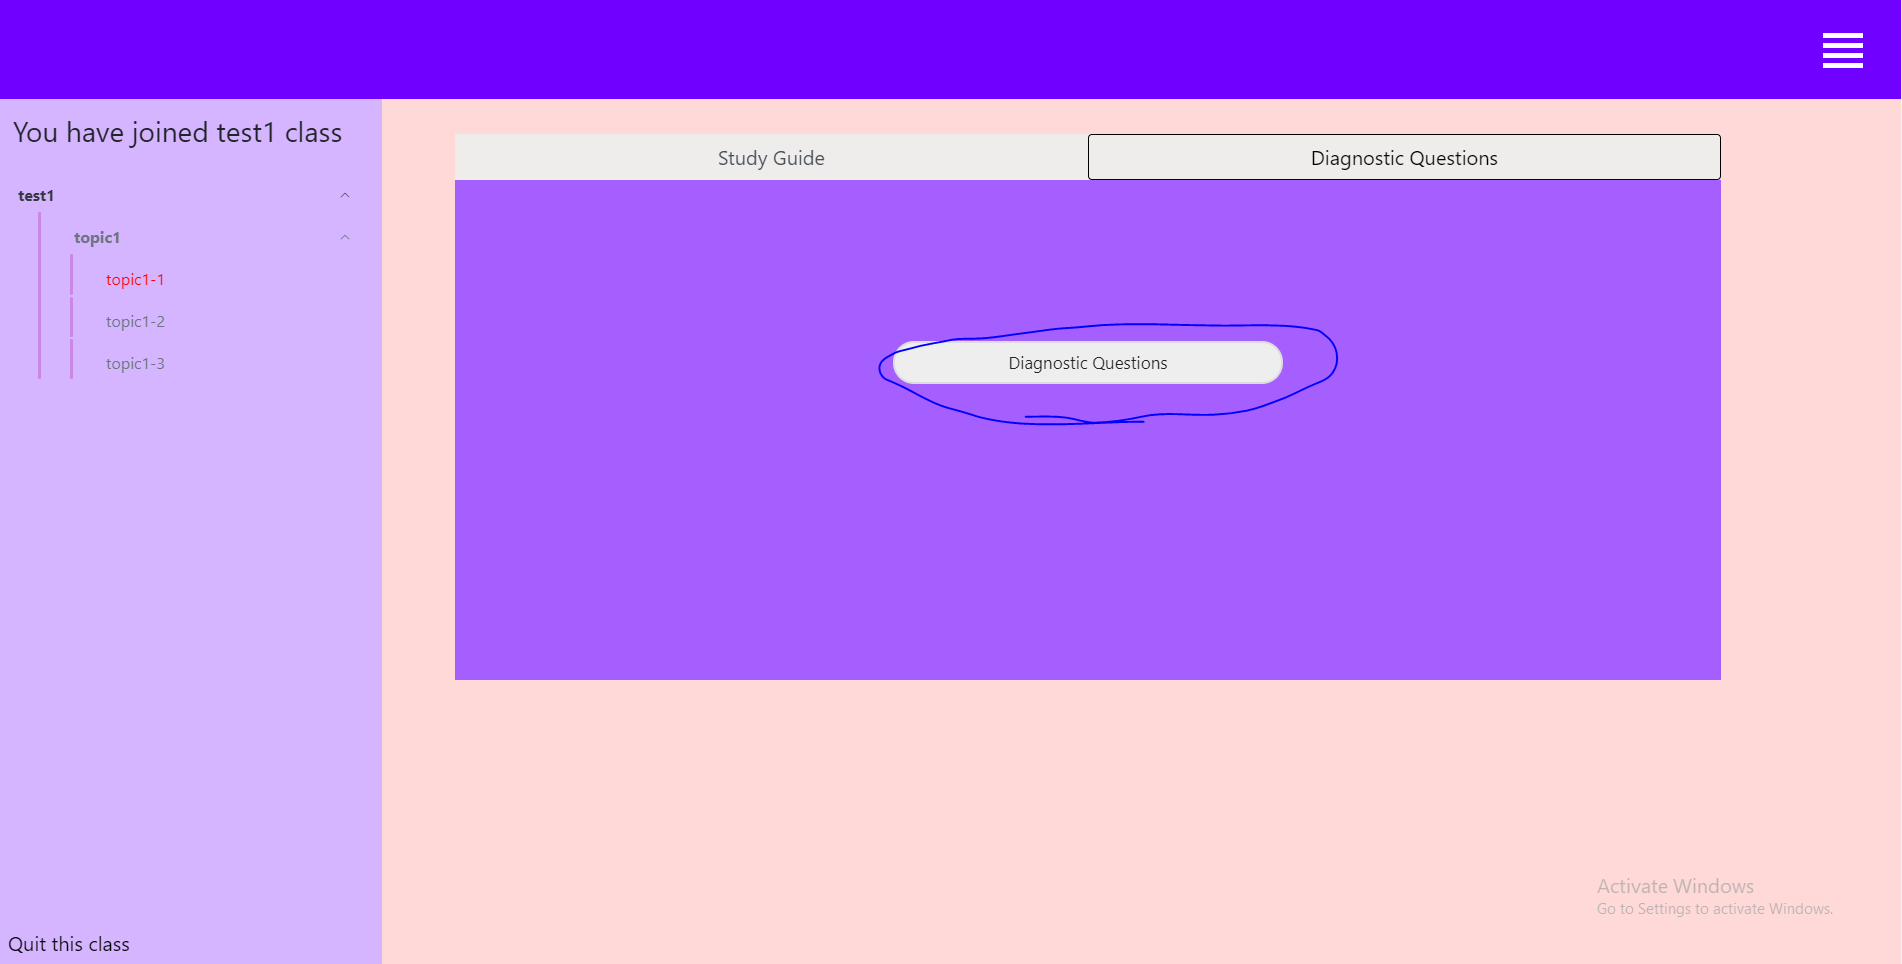 You have joined test1 class
test1
topic1
topic1-1
topic1-2
topic1-3
Quit this class
Study Guide
Diagnostic Questions
Diagnostic Questions
Activate Windows
Go to Settings to activate Windows.